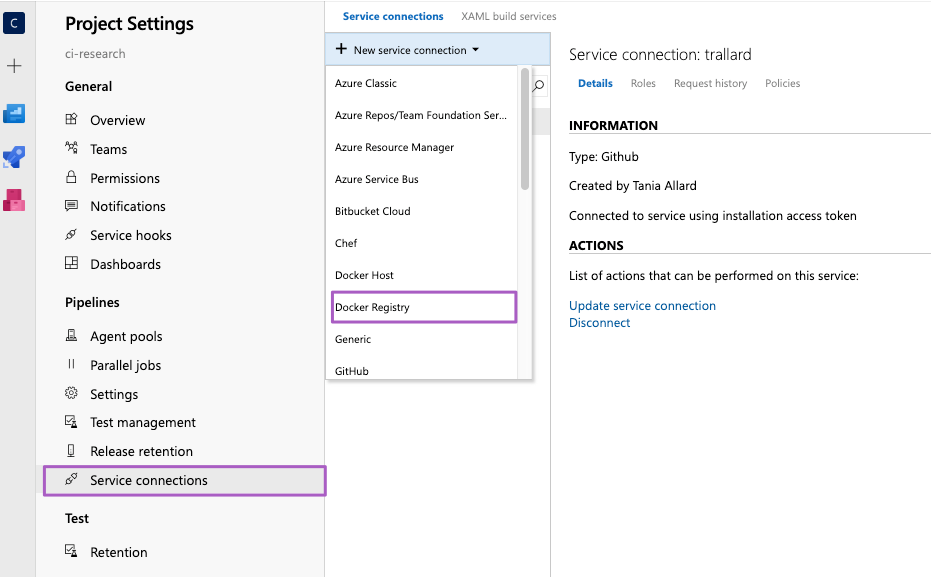 C
Project Settings
ci-research
General
Overview
Teams
Permissions
Notifications
Service hooks
Dashboards
Pipelines
Agent pools
Parallel jobs
Settings
Test management
Release retention
Service connections
Test
Retention
Service connections XAML build services
+ New service connection
Azure Classic
Azure Repos/Team Foundation Ser...
Azure Resource Manager
Azure Service Bus
Bitbucket Cloud
Chef
Docker Host
Docker Registry
Generic
GitHub
Service connection: trallard
Details Roles Request history Policies
INFORMATION
Type: Github
Created by Tania Allard
Connected to service using installation access token
ACTIONS
List of actions that can be performed on this service:
Update service connection
Disconnect